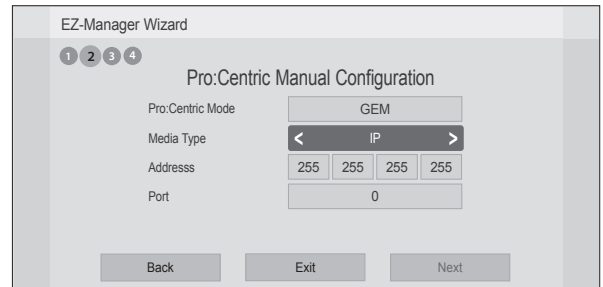 EZ-Manager Wizard
1 2 3 4
Pro:Centric Manual Configuration
Pro:Centric Mode GEM
Media Type < IP >
Addresss 255 255 255 255
Port 0
Back Exit Next